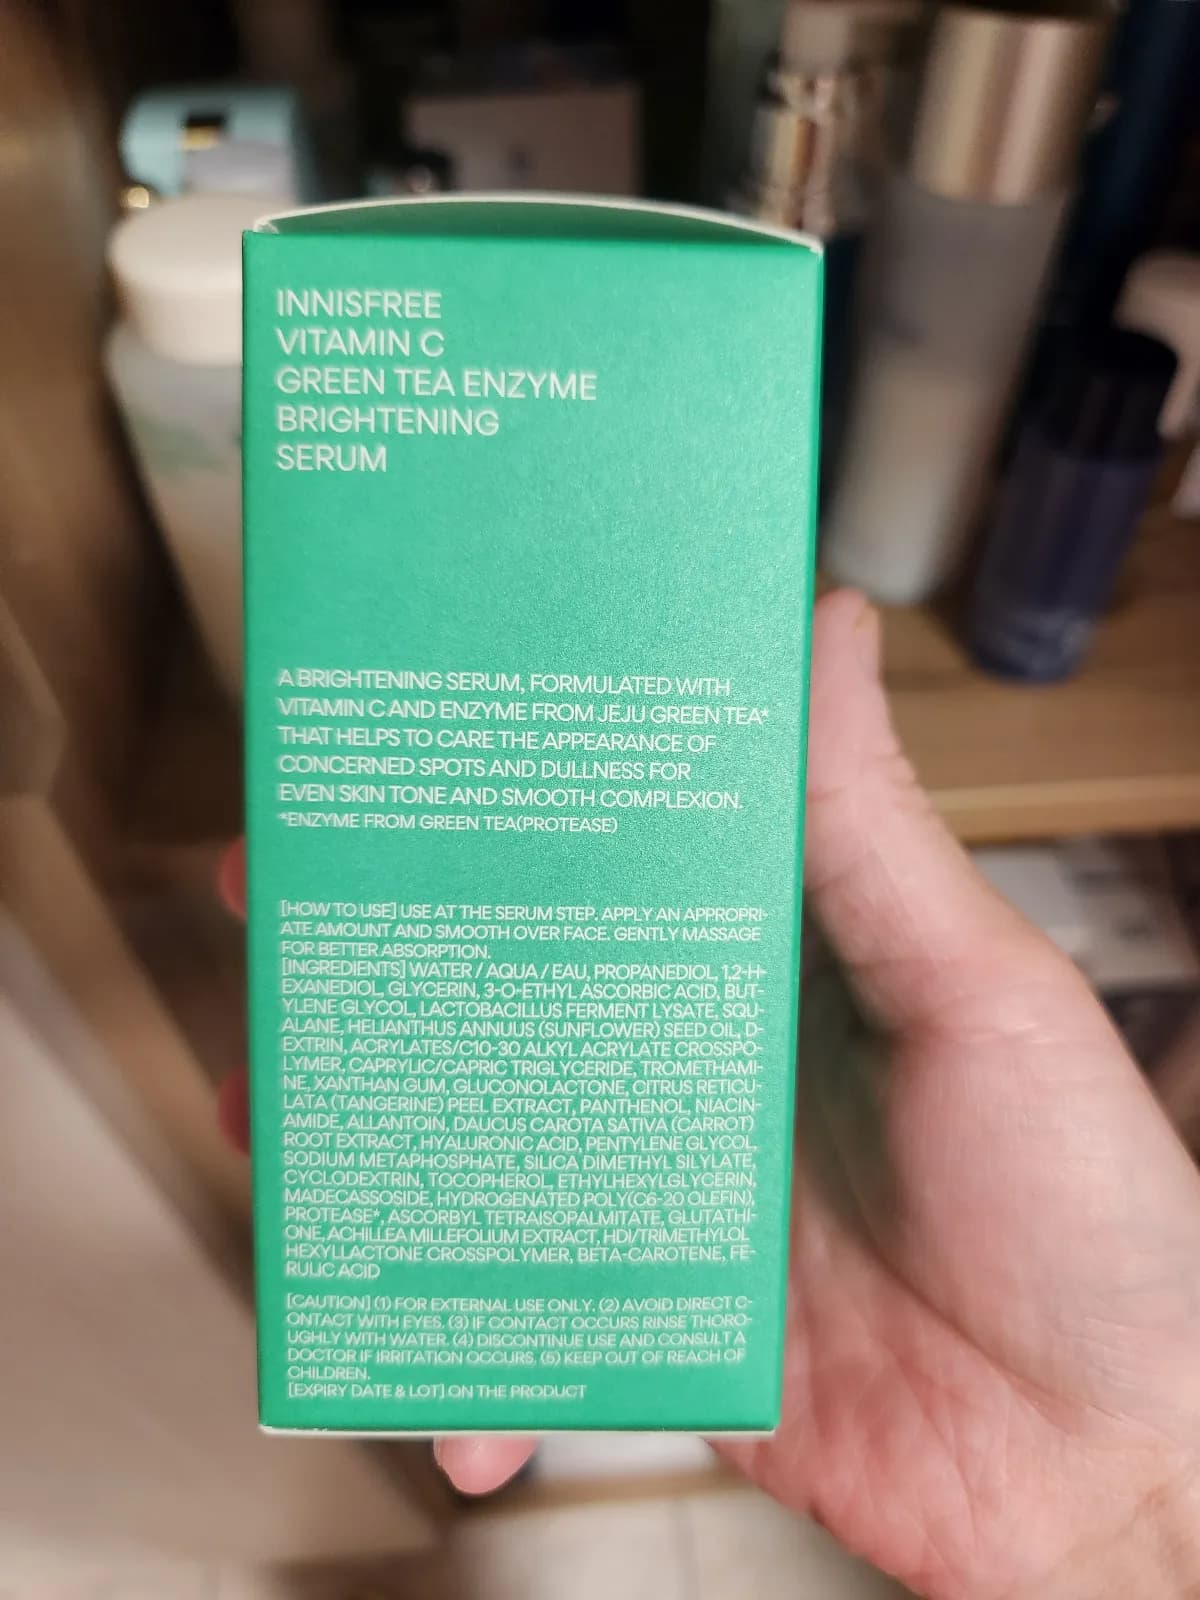 INNISFREE
VITAMIN C
GREEN TEA ENZYME
BRIGHTENING
SERUM
A BRIGHTENING SERUM, FORMULATED WITH
VITAMIN C AND ENZYME FROM JEJU GREEN TEA*
THAT HELPS TO CARE THE APPEARANCE OF
CONCERNED SPOTS AND DULLNESS FOR
EVEN SKIN TONE AND SMOOTH COMPLEXION.
*ENZYME FROM GREEN TEA(PROTEASE)
[HOW TO USE] USE AT THE SERUM STEP. APPLY AN APPROPRI-
ATE AMOUNT AND SMOOTH OVER FACE. GENTLY MASSAGE
FOR BETTER ABSORPTION.
[INGREDIENTS] WATER / AQUA / EAU, PROPANEDIOL, 1,2-H-
EXANEDIOL, GLYCERIN, 3-O-ETHYL ASCORBIC ACID, BUT-
YLENE GLYCOL, LACTOBACILLUS FERMENT LYSATE, SQU-
ALANE, HELIANTHUS ANNUUS (SUNFLOWER) SEED OIL, D-
EXTRIN, ACRYLATES/C10-30 ALKYL ACRYLATE CROSSPO-
LYMER, CAPRYLIC/CAPRIC TRIGLYCERIDE, TROMETHAMI-
NE, XANTHAN GUM, GLUCONOLACTONE, CITRUS RETICU-
LATA (TANGERINE) PEEL EXTRACT, PANTHENOL, NIACIN-
AMIDE, ALLANTOIN, DAUCUS CAROTA SATIVA (CARROT)
ROOT EXTRACT, HYALURONIC ACID, PENTYLENE GLYCOL,
SODIUM METAPHOSPHATE, SILICA DIMETHYL SILYLATE,
CYCLODEXTRIN, TOCOPHEROL, ETHYLHEXYLGLYCERIN,
MADECASSOSIDE, HYDROGENATED POLY(C6-20 OLEFIN),
PROTEASE*, ASCORBYL TETRAISOPALMITATE, GLUTATHI-
ONE, ACHILLEA MILLEFOLIUM EXTRACT, HDI/TRIMETHYLOL
HEXYLLACTONE CROSSPOLYMER, BETA-CAROTENE, FE-
RULIC ACID
[CAUTION] (1) FOR EXTERNAL USE ONLY. (2) AVOID DIRECT C-
ONTACT WITH EYES. (3) IF CONTACT OCCURS RINSE THORO-
UGHLY WITH WATER. (4) DISCONTINUE USE AND CONSULT A
DOCTOR IF IRRITATION OCCURS. (5) KEEP OUT OF REACH OF
CHILDREN.
[EXPIRY DATE & LOT] ON THE PRODUCT